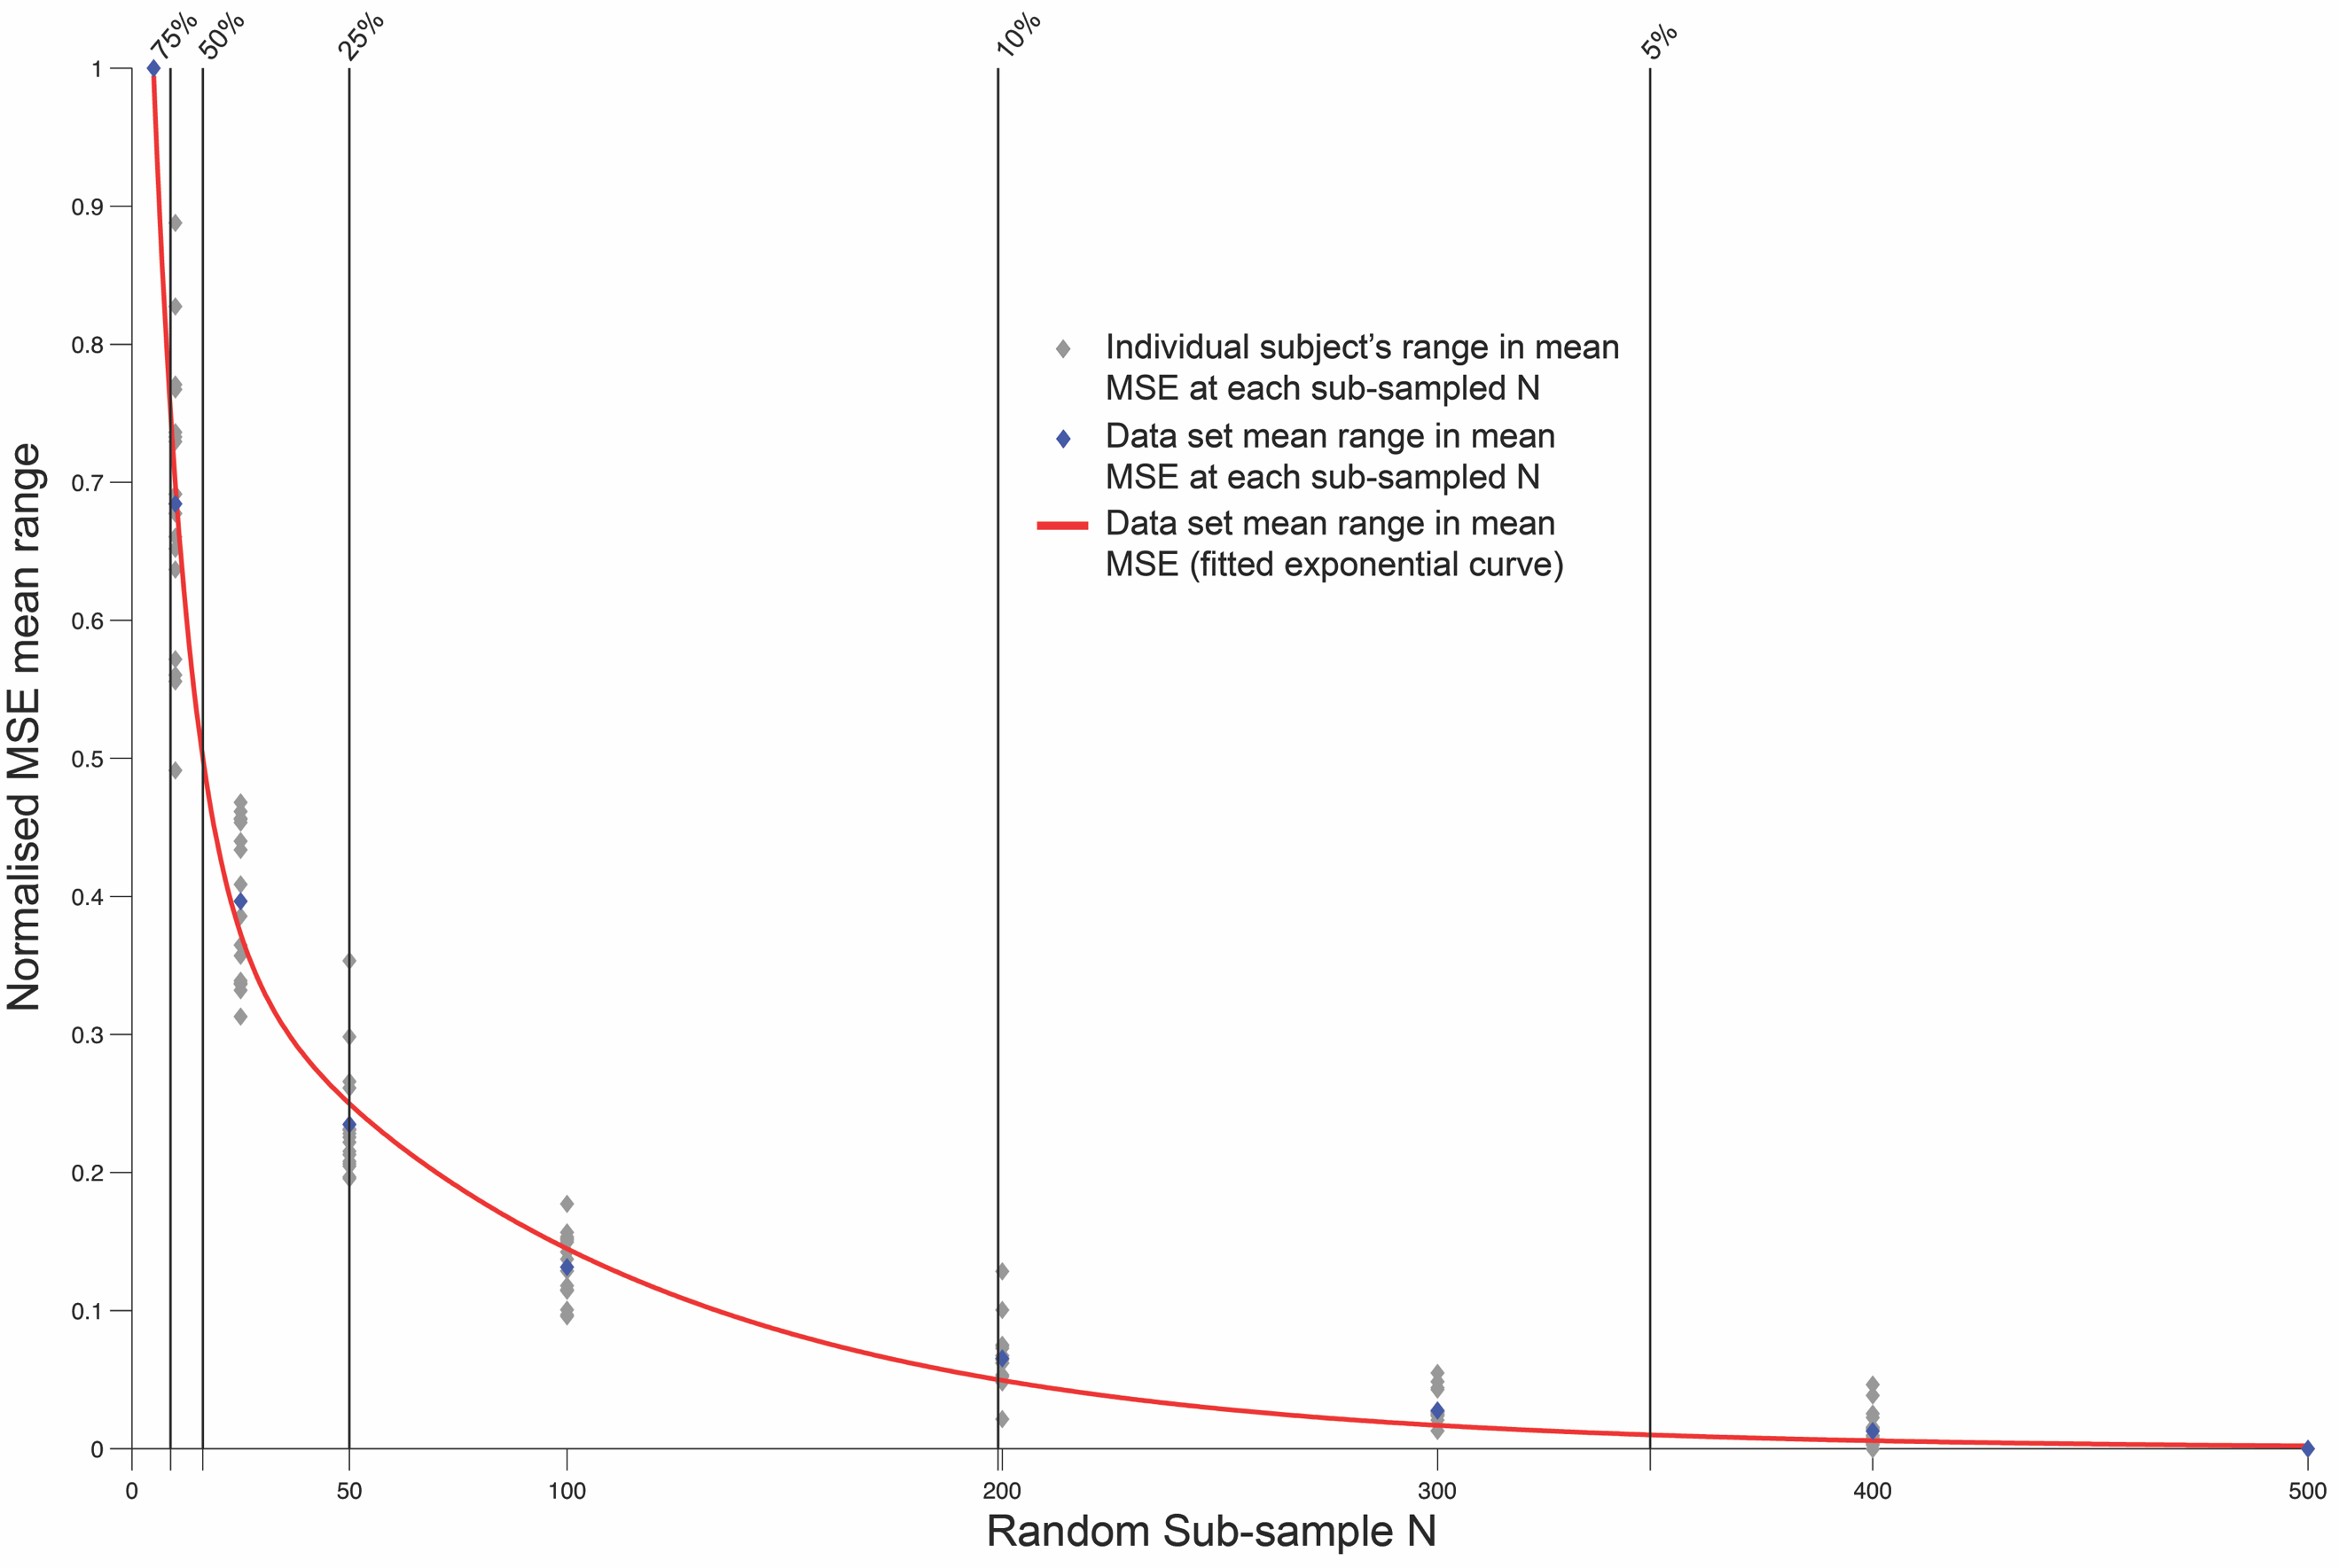 75%
50%
25%
10%
5%
1
0.9
0.8
0.7
0.6
0.5
0.4
0.3
0.2
0.1
0
Normalised MSE mean range
Individual subject's range in mean
MSE at each sub-sampled N
Data set mean range in mean
MSE at each sub-sampled N
Data set mean range in mean
MSE (fitted exponential curve)
0
50
100
200
300
400
500
Random Sub-sample N